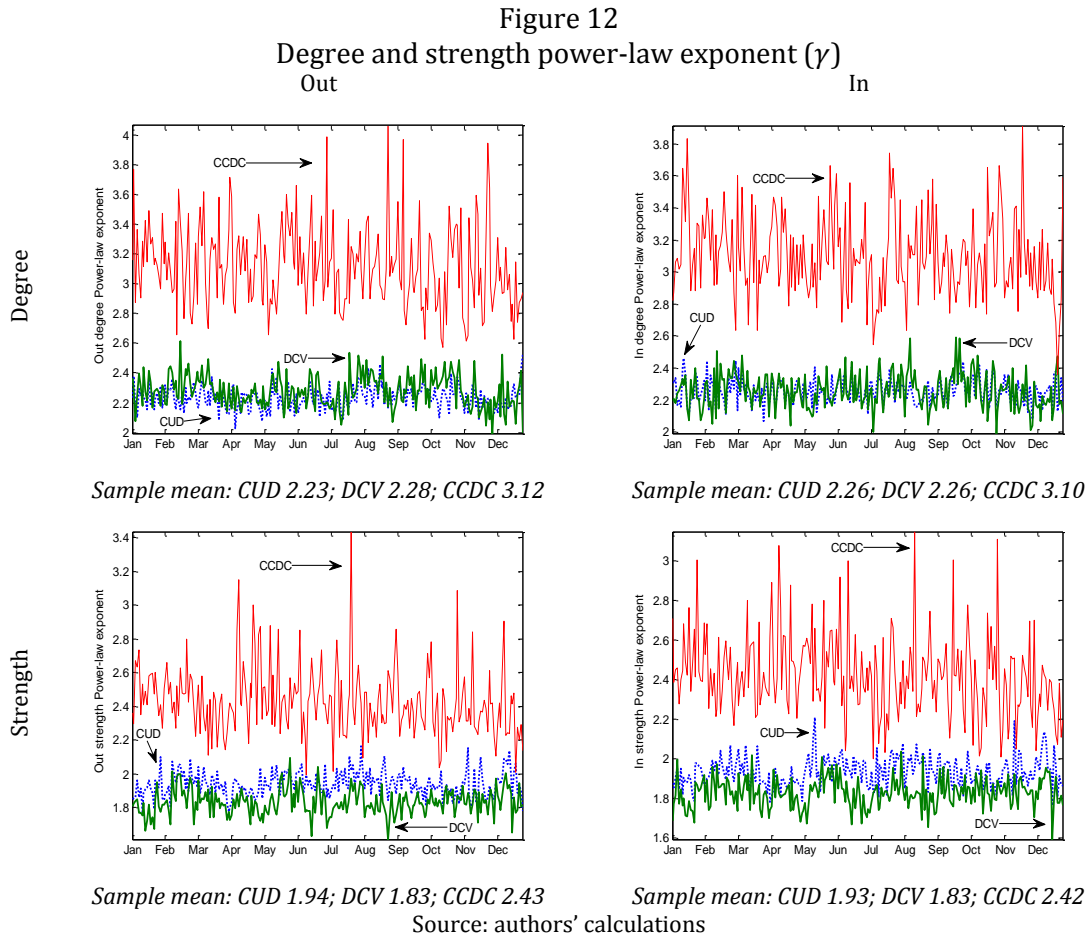 Figure 12
Degree and strength power-law exponent (γ)
Out
In
Degree
Out degree Power-law exponent
4
3.8
3.6
3.4
3.2
3
2.8
2.6
2.4
2.2
2
CCDC
DCV
CUD
Jan Feb Mar Apr May Jun Jul Aug Sep Oct Nov Dec
Sample mean: CUD 2.23; DCV 2.28; CCDC 3.12
In degree Power-law exponent
3.8
3.6
3.4
3.2
3
2.8
2.6
2.4
2.2
2
CCDC
CUD
DCV
Jan Feb Mar Apr May Jun Jul Aug Sep Oct Nov Dec
Sample mean: CUD 2.26; DCV 2.26; CCDC 3.10
Strength
Out strength Power-law exponent
3.4
3.2
3
2.8
2.6
2.4
2.2
2
1.8
CCDC
CUD
DCV
Jan Feb Mar Apr May Jun Jul Aug Sep Oct Nov Dec
Sample mean: CUD 1.94; DCV 1.83; CCDC 2.43
In strength Power-law exponent
3
2.8
2.6
2.4
2.2
2
1.8
1.6
CCDC
CUD
DCV
Jan Feb Mar Apr May Jun Jul Aug Sep Oct Nov Dec
Sample mean: CUD 1.93; DCV 1.83; CCDC 2.42
Source: authors’ calculations